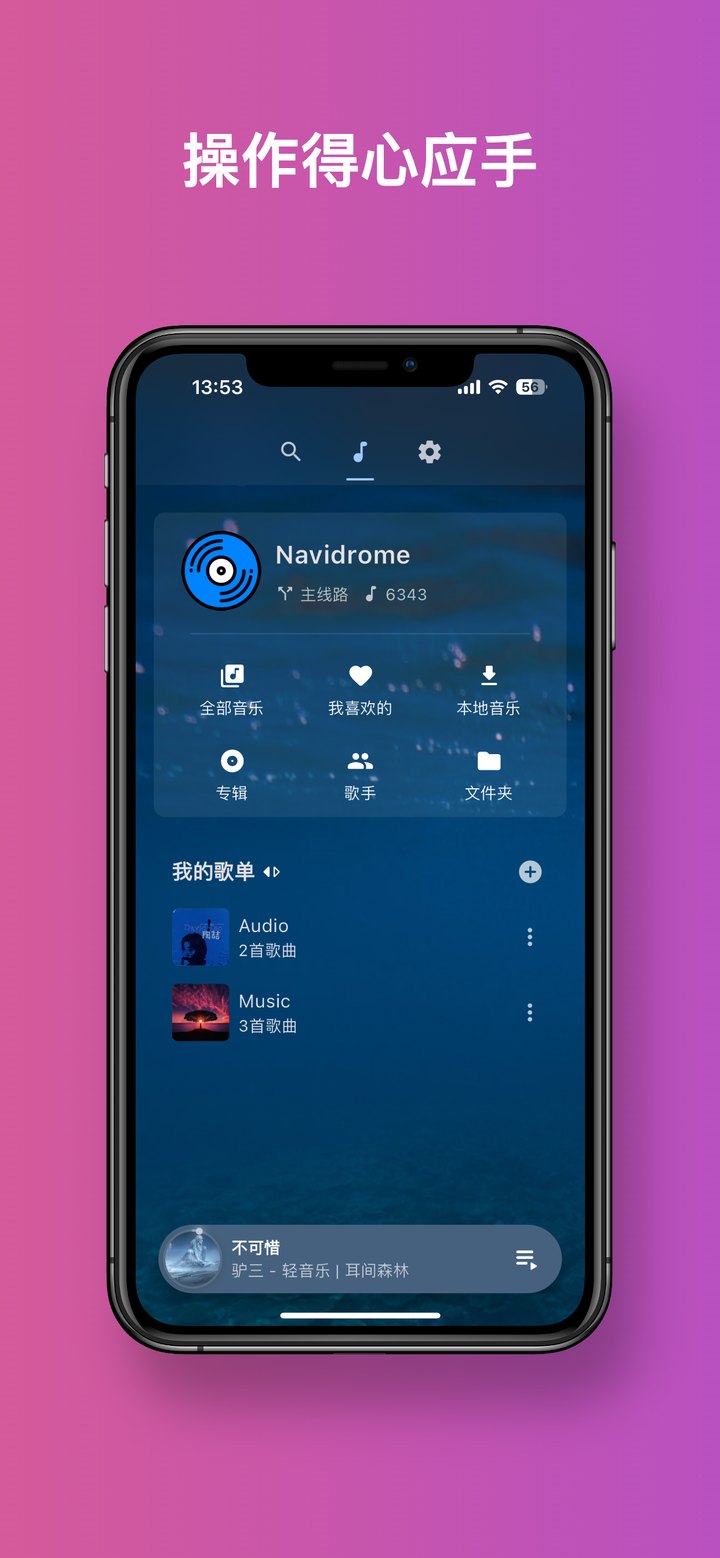 操作得心应手
13:53
56
Navidrome
主线路 6343
全部音乐 我喜欢的 本地音乐
专辑 歌手 文件夹
我的歌单
Audio
2首歌曲
Music
3首歌曲
不可惜
驴三 - 轻音乐 | 耳间森林